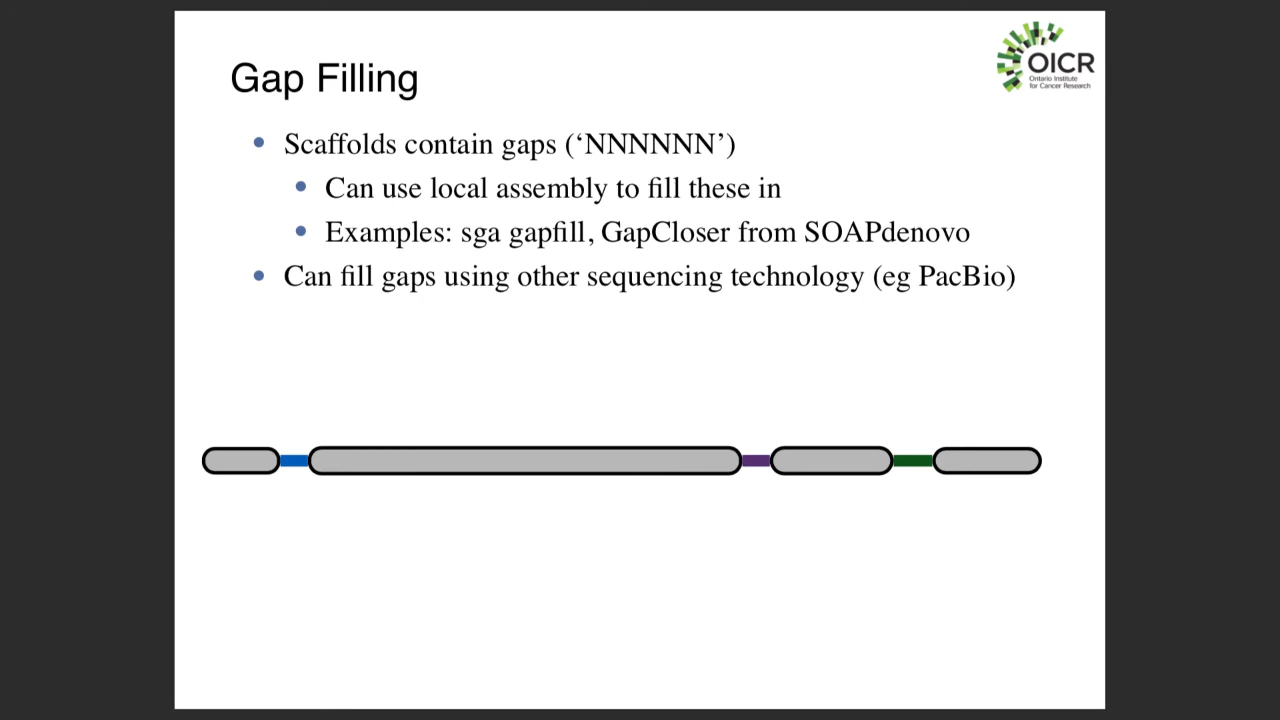 OICR
Ontario Institute
for Cancer Research
Gap Filling
• Scaffolds contain gaps (‘NNNNNN’)
• Can use local assembly to fill these in
• Examples: sga gapfill, GapCloser from SOAPdenovo
• Can fill gaps using other sequencing technology (eg PacBio)